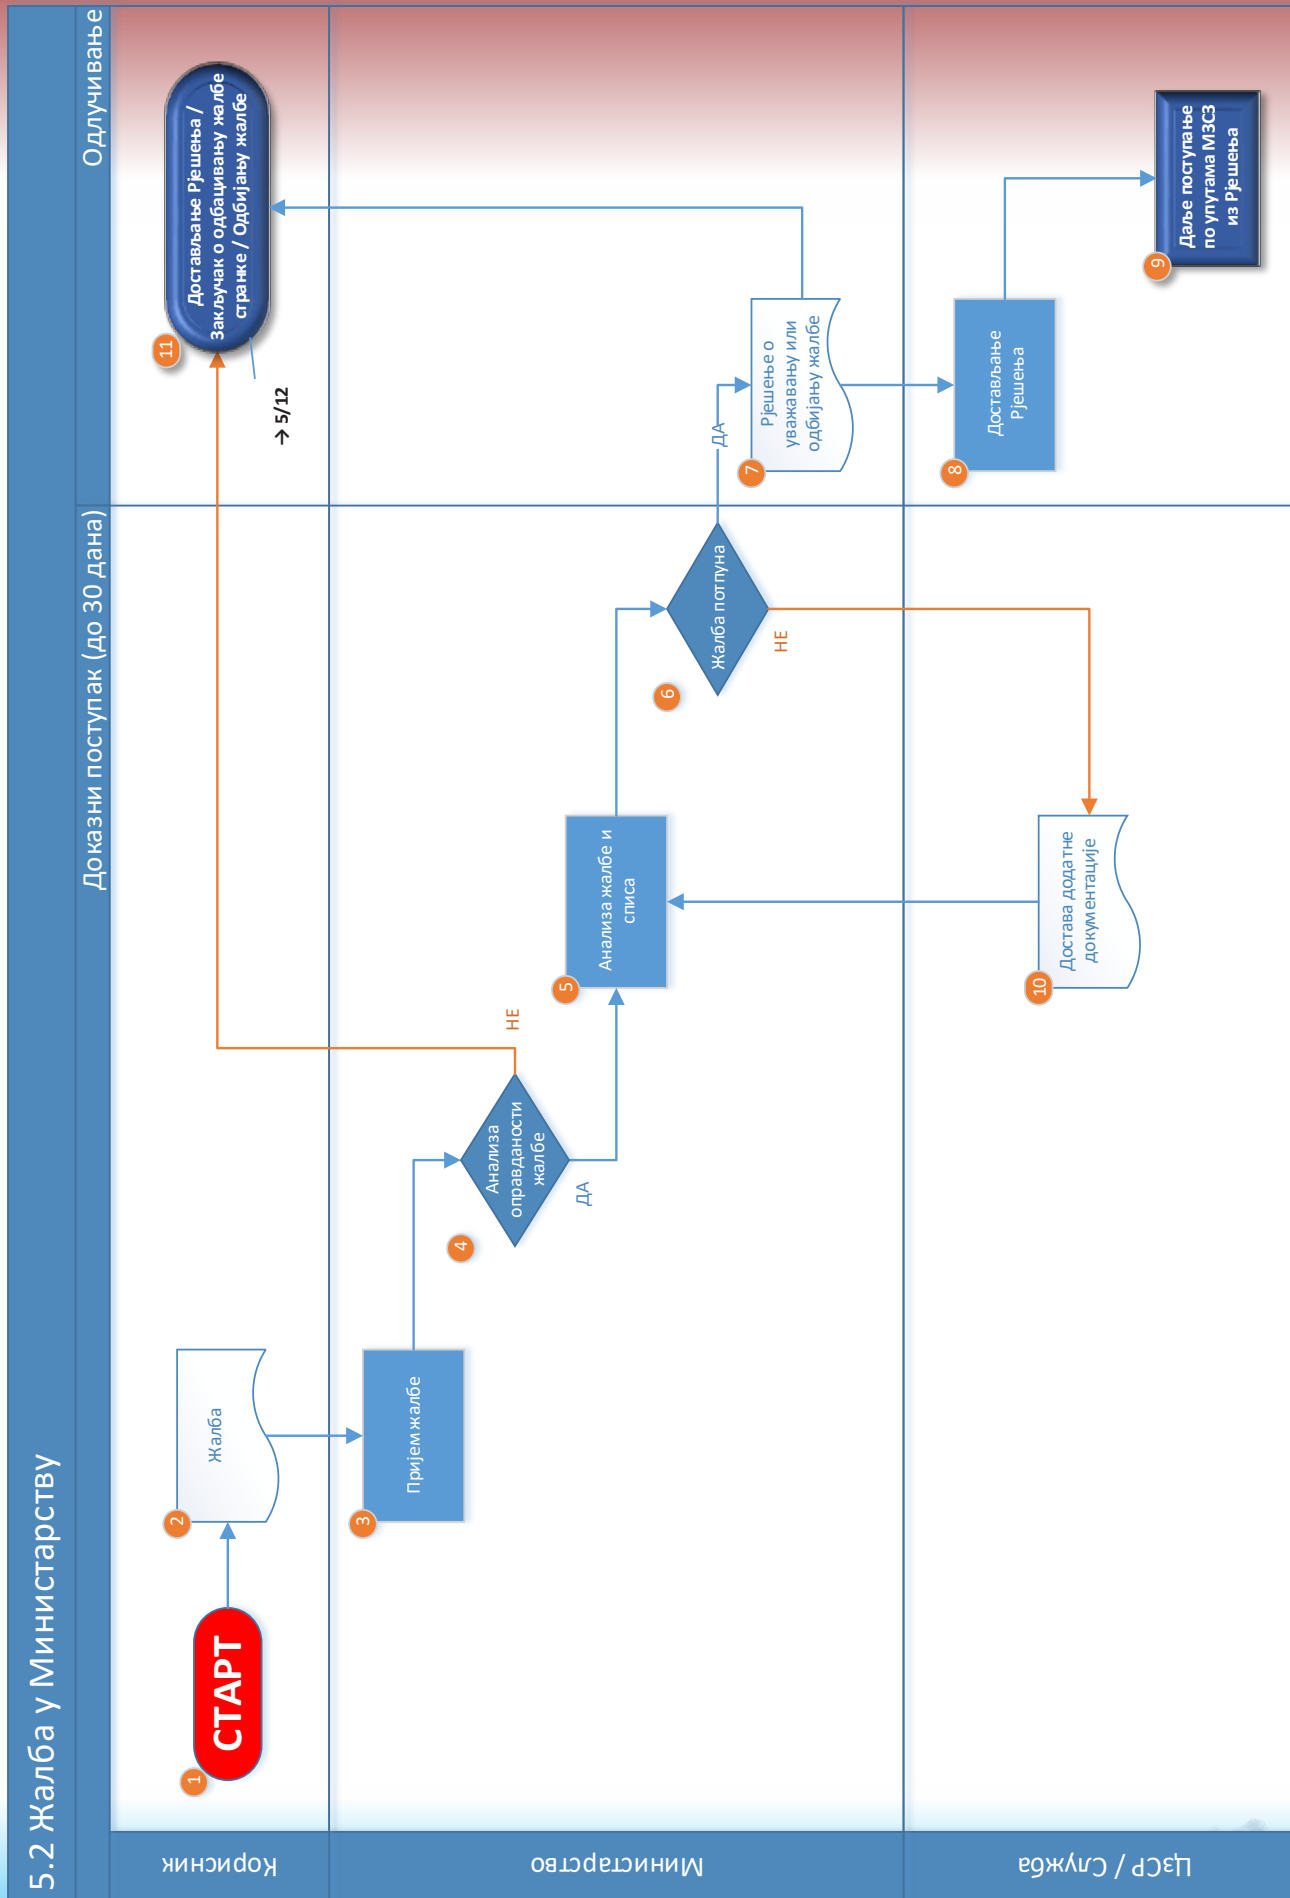 5.2 Жалба у Министарству
Доказни поступак (до 30 дана)
Одлучивање
Корисник
Министарство
ЦзСР / Служба
1
СТАРТ
2
Жалба
3
Пријем жалбе
4
Анализа
оправданости
жалбе
НЕ
ДА
5
Анализа жалбе и
списа
6
Жалба потпуна
НЕ
ДА
7
Рјешење о
уважавању или
одбијању жалбе
8
Достављање
Рјешења
9
Даље поступање
по упутама МЗСЗ
из Рјешења
10
Достава додатне
документације
11
Достављање Рјешења /
Закључак о одбацивању жалбе
странке / Одбијању жалбе
→ 5/12